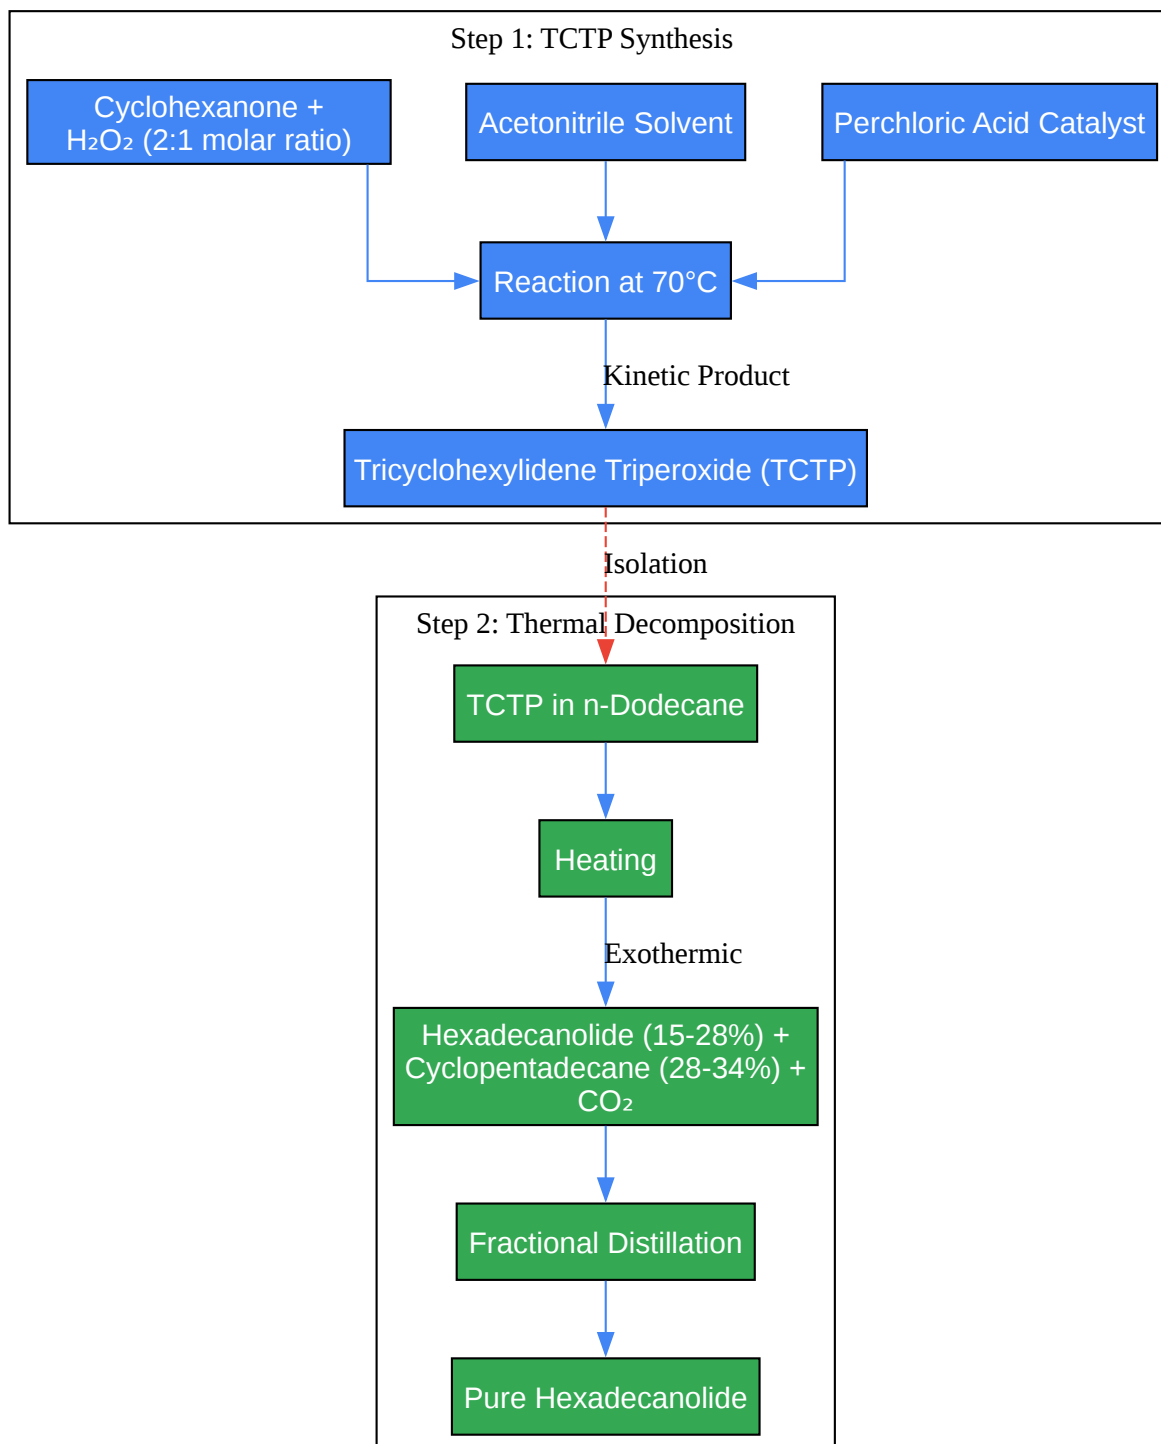 Step 1: TCTP Synthesis
Cyclohexanone +
H₂O₂ (2:1 molar ratio)
Acetonitrile Solvent
Perchloric Acid Catalyst
Reaction at 70°C
Kinetic Product
Tricyclohexylidene Triperoxide (TCTP)
Isolation
Step 2: Thermal Decomposition
TCTP in n-Dodecane
Heating
Exothermic
Hexadecanolide (15-28%) +
Cyclopentadecane (28-34%) +
CO₂
Fractional Distillation
Pure Hexadecanolide